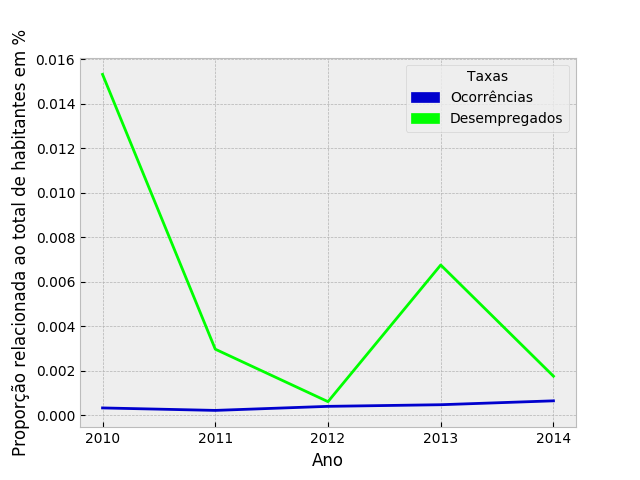 Proporção relacionada ao total de habitantes em %
0.016
0.014
0.012
0.010
0.008
0.006
0.004
0.002
0.000
Taxas
Ocorrências
Desempregados
2010 2011 2012 2013 2014
Ano